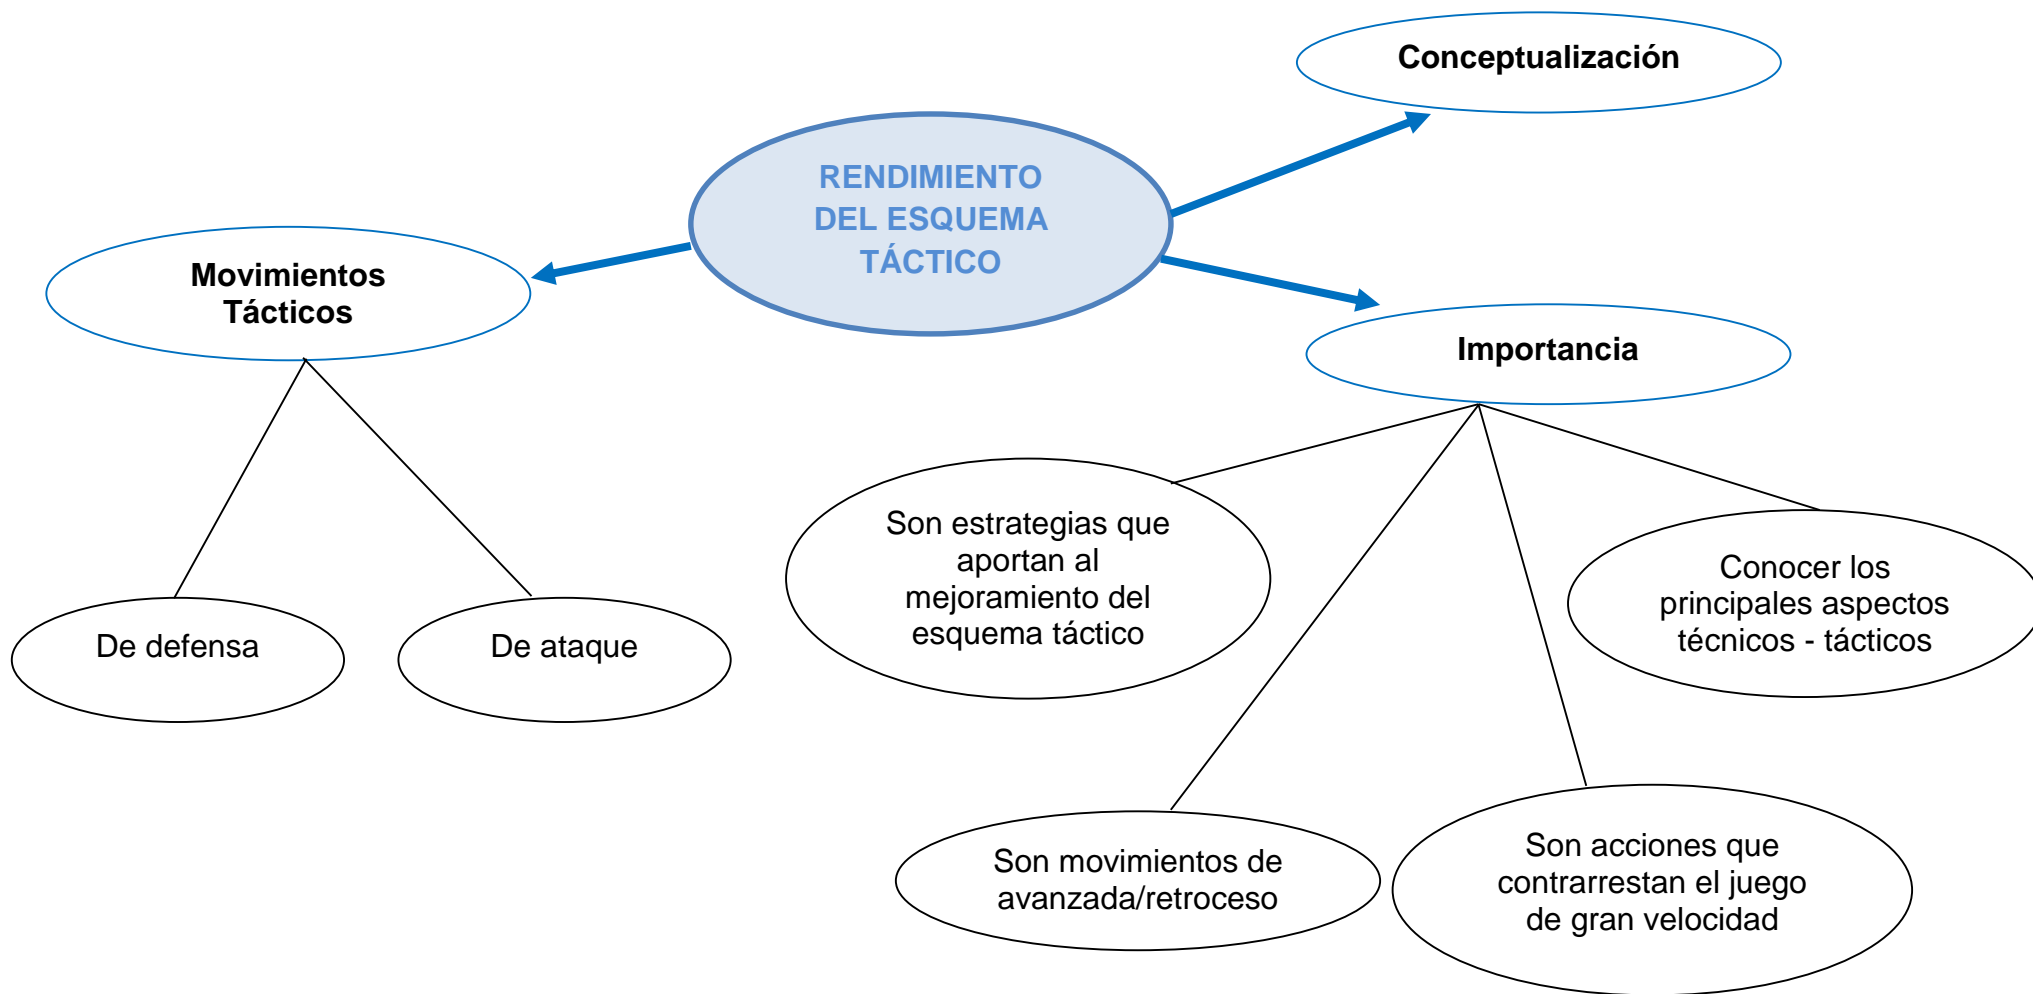 Conceptualización
RENDIMIENTO
DEL ESQUEMA
TÁCTICO
Movimientos
Tácticos
Importancia
Son estrategias que
aportan al
mejoramiento del
esquema táctico
Conocer los
principales aspectos
técnicos - tácticos
De defensa
De ataque
Son movimientos de
avanzada/retroceso
Son acciones que
contrarrestan el juego
de gran velocidad